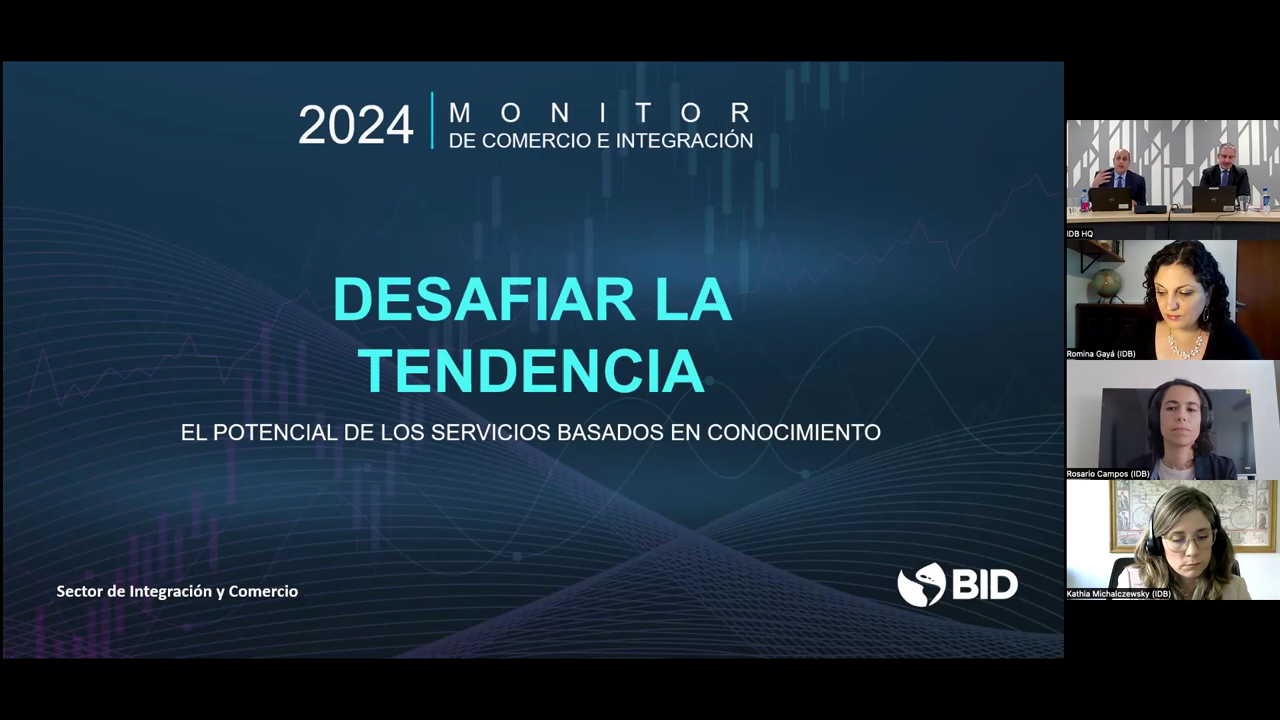 2024
MONITOR
DE COMERCIO E INTEGRACIÓN
DESAFIAR LA
TENDENCIA
EL POTENCIAL DE LOS SERVICIOS BASADOS EN CONOCIMIENTO
Sector de Integración y Comercio
BID
IDB HQ
Romina Gayá (IDB)
Rosario Campos (IDB)
Kathia Michalczewsky (IDB)